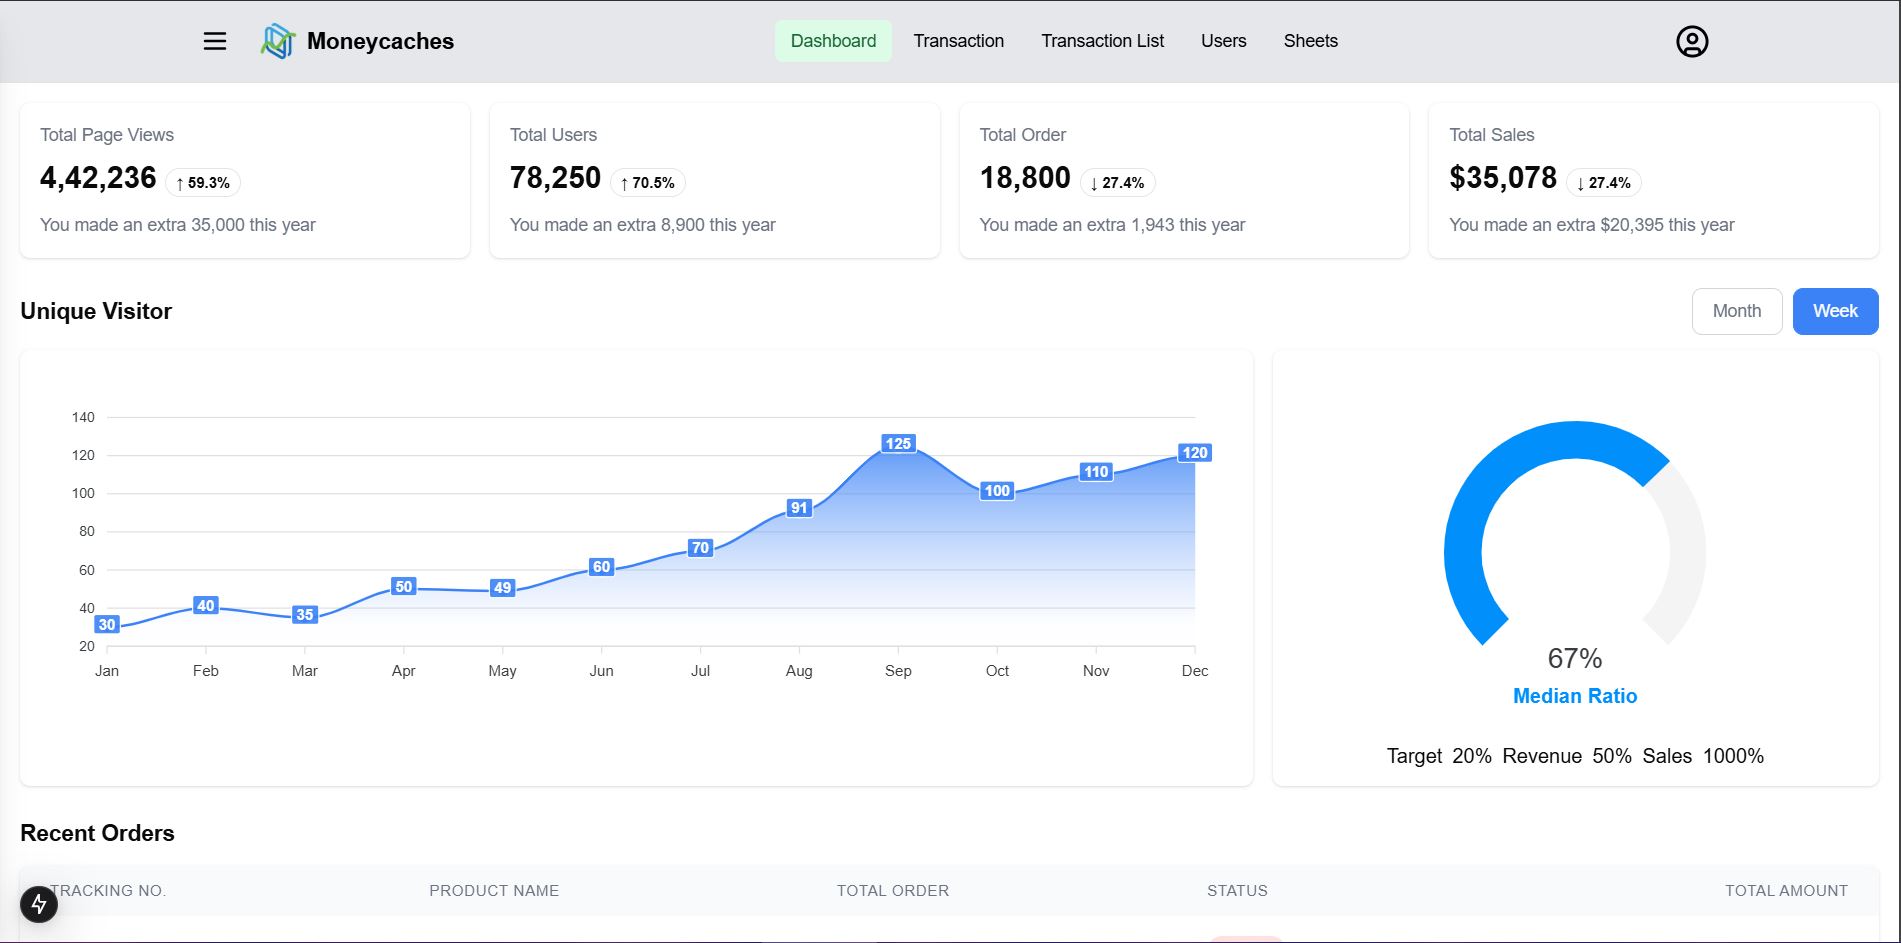 Moneycaches Dashboard Transaction Transaction List Users Sheets
Total Page Views
4,42,236 ↑ 59.3%
You made an extra 35,000 this year
Total Users
78,250 ↑ 70.5%
You made an extra 8,900 this year
Total Order
18,800 ↓ 27.4%
You made an extra 1,943 this year
Total Sales
$35,078 ↓ 27.4%
You made an extra $20,395 this year
Unique Visitor
Month Week
140
120
100
80
60
40
20
30 40 35 50 49 60 70 91 125 100 110 120
Jan Feb Mar Apr May Jun Jul Aug Sep Oct Nov Dec
67%
Median Ratio
Target 20% Revenue 50% Sales 1000%
Recent Orders
TRACKING NO. PRODUCT NAME TOTAL ORDER STATUS TOTAL AMOUNT